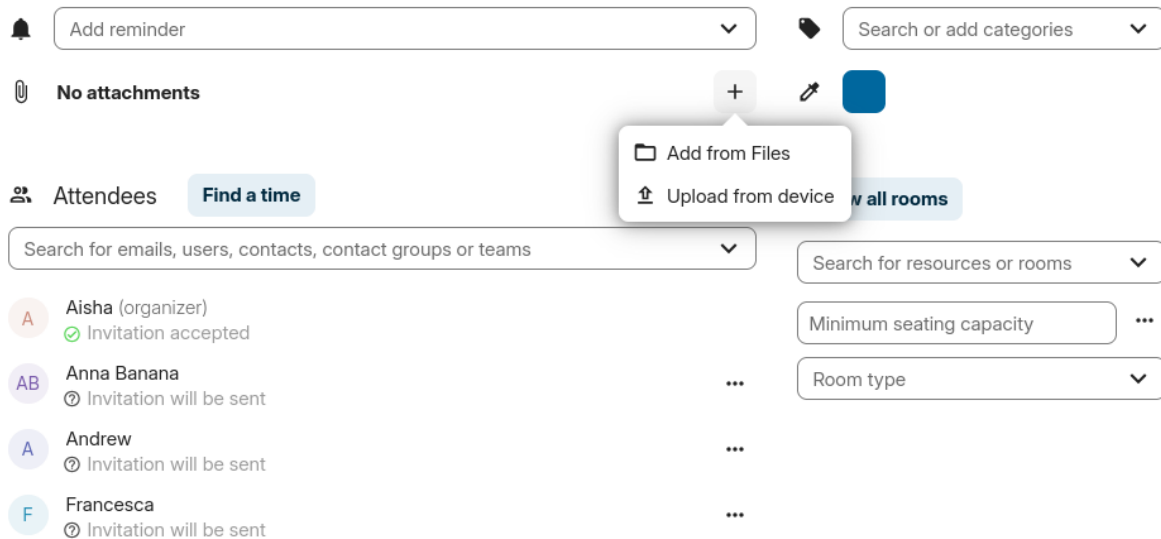 Add reminder
Search or add categories
No attachments
Add from Files
Upload from device
Attendees
Find a time
all rooms
Search for emails, users, contacts, contact groups or teams
Search for resources or rooms
A
Aisha (organizer)
Invitation accepted
Minimum seating capacity
AB
Anna Banana
Invitation will be sent
Room type
A
Andrew
Invitation will be sent
F
Francesca
Invitation will be sent